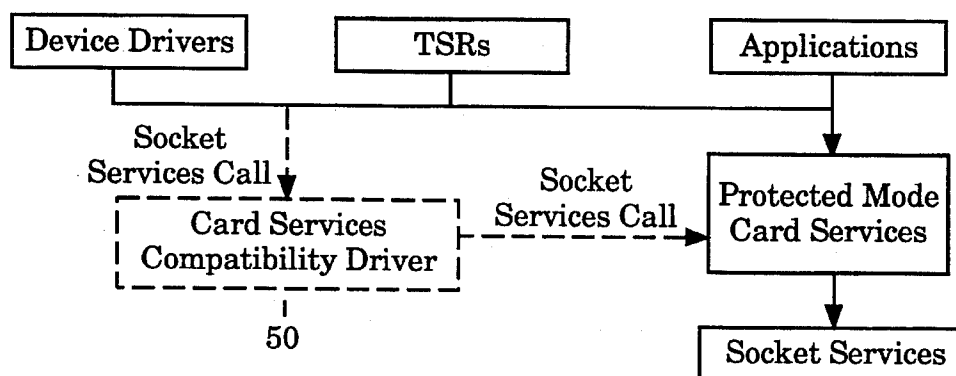 Device Drivers
TSRs
Applications
Socket
Services Call
Socket
Services Call
Protected Mode
Card Services
Card Services
Compatibility Driver
50
Socket Services